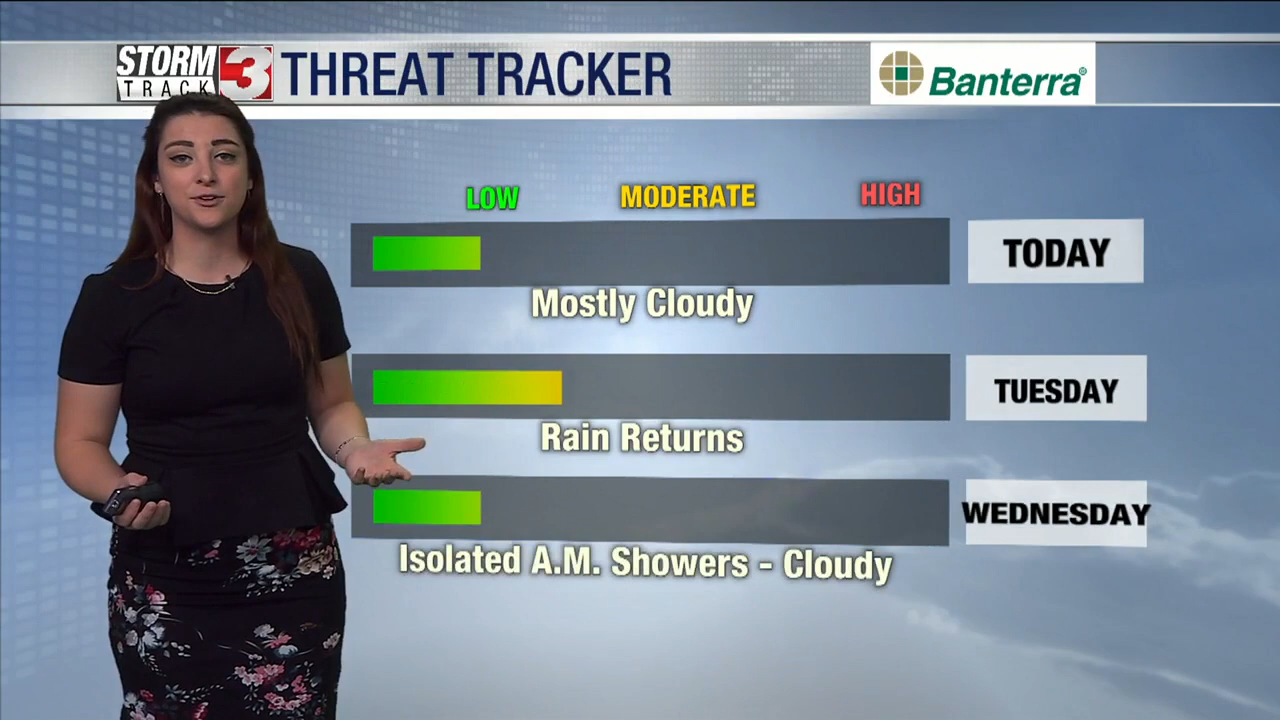 STORM
TRACK 3
THREAT TRACKER
Banterra®
LOW MODERATE HIGH
TODAY
Mostly Cloudy
TUESDAY
Rain Returns
WEDNESDAY
Isolated A.M. Showers - Cloudy